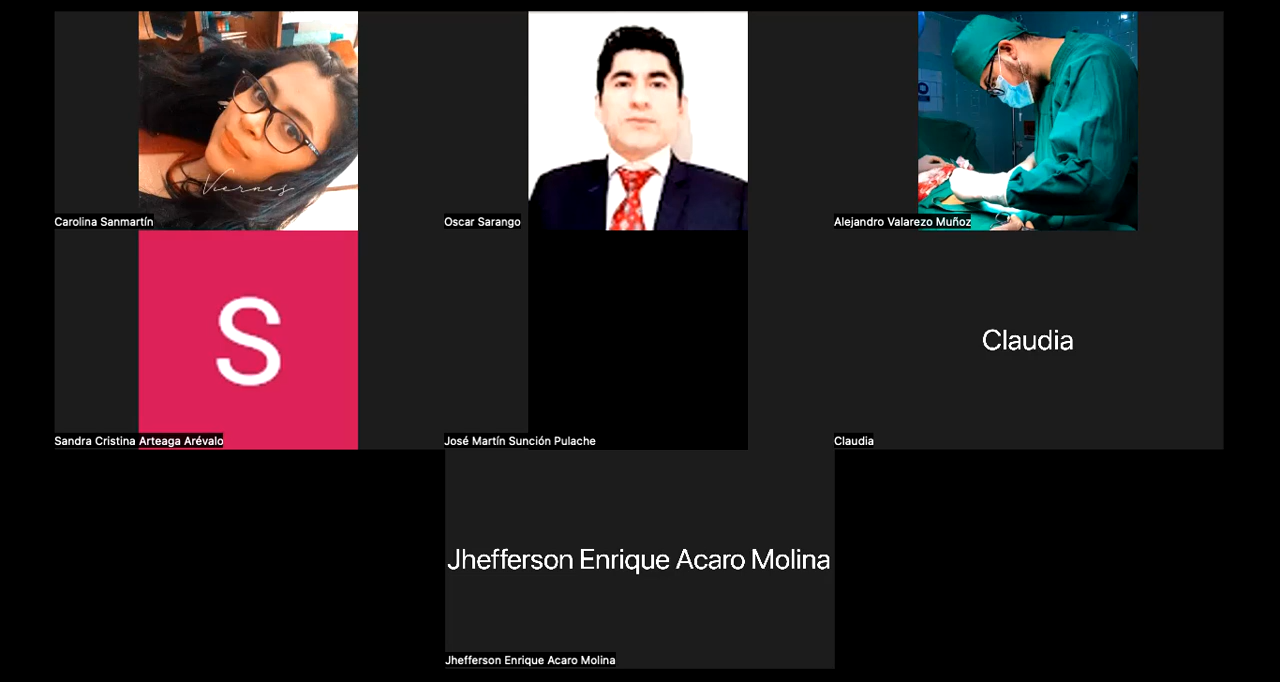 Viernes
Carolina Sanmartín
Oscar Sarango
Alejandro Valarezo Muñoz
S
Claudia
Sandra Cristina Arteaga Arévalo
José Martín Sunción Pulache
Claudia
Jhefferson Enrique Acaro Molina
Jhefferson Enrique Acaro Molina